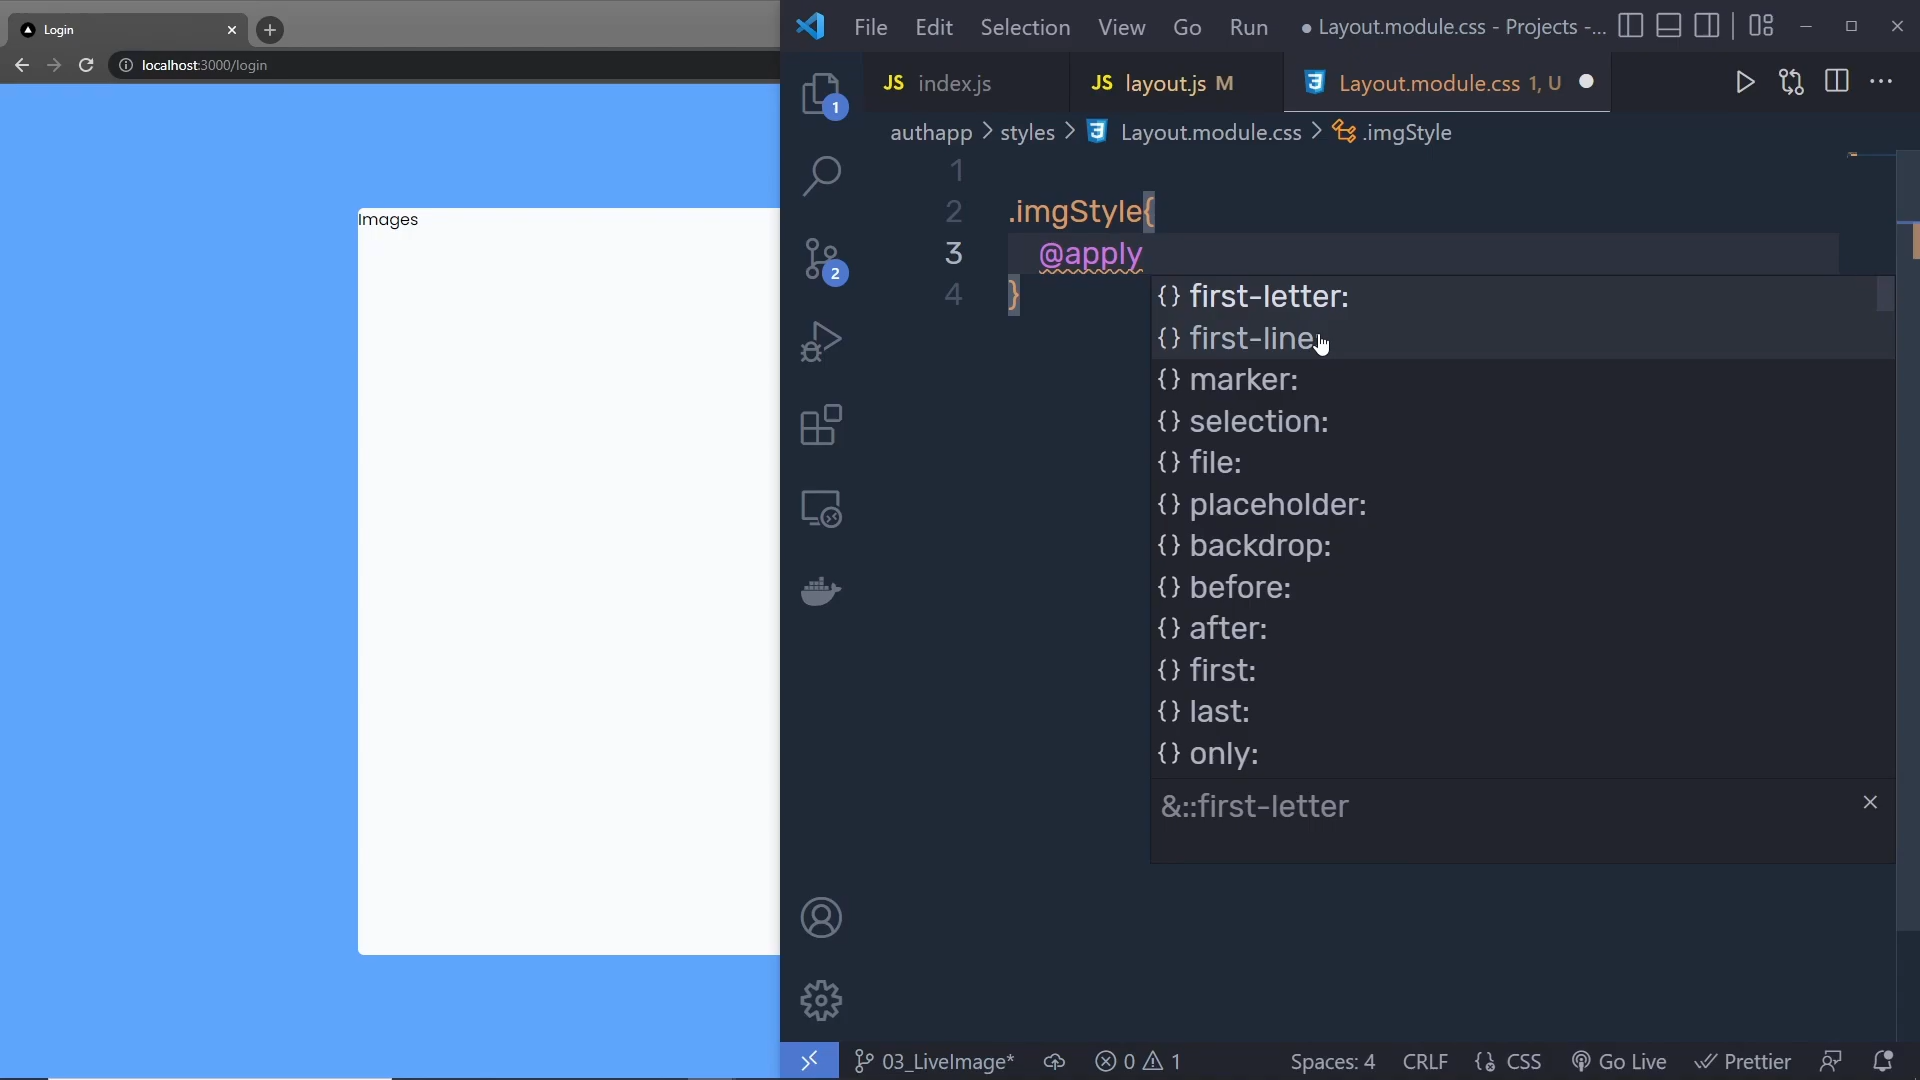 Login
localhost:3000/login
Images
File Edit Selection View Go Run ● Layout.module.css - Projects -...
JS index.js
JS layout.js M
Layout.module.css 1, U
authapp > styles > Layout.module.css > .imgStyle
1
2 .imgStyle{
3 @apply
4 }
{} first-letter:
{} first-line:
{} marker:
{} selection:
{} file:
{} placeholder:
{} backdrop:
{} before:
{} after:
{} first:
{} last:
{} only:
&::first-letter
1
2
03_LiveImage* 0 1 Spaces: 4 CRLF {} CSS Go Live Prettier